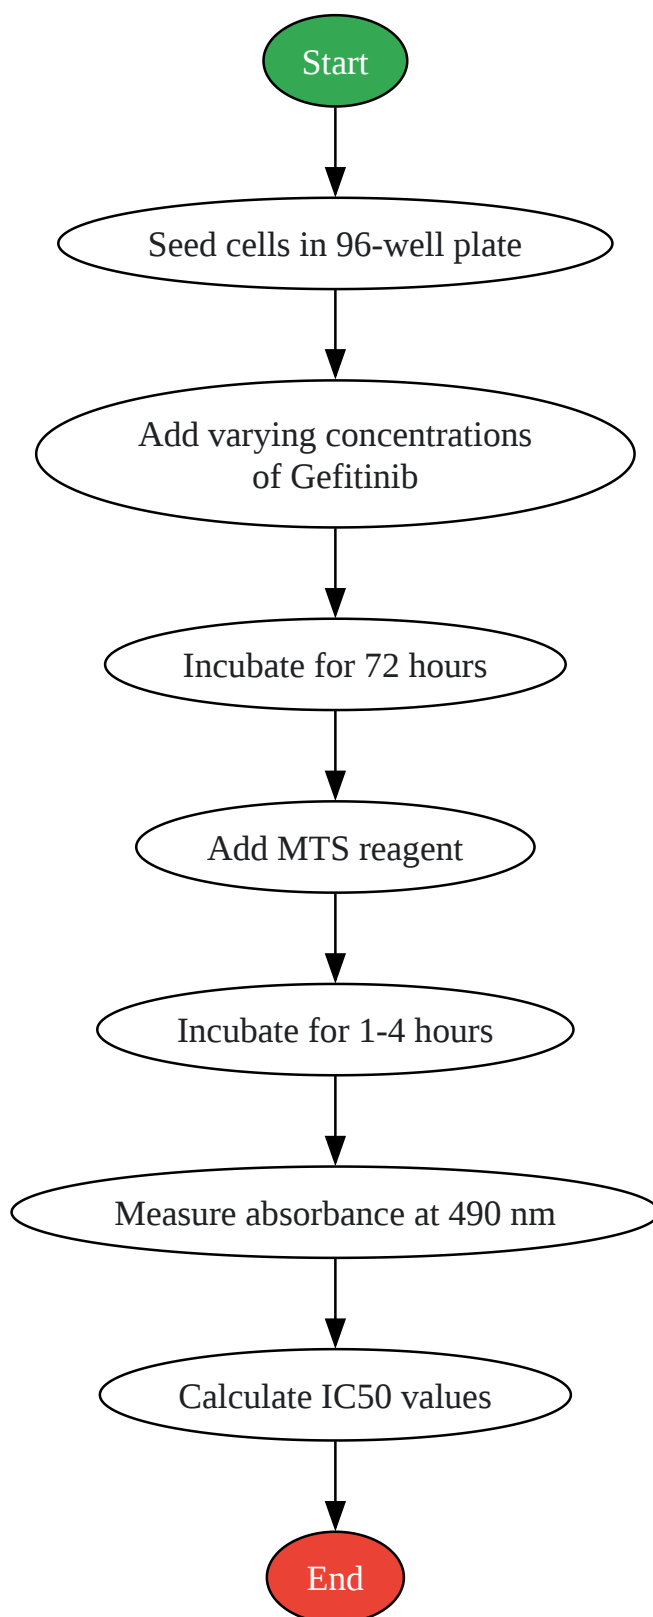 Start
Seed cells in 96-well plate
Add varying concentrations
of Gefitinib
Incubate for 72 hours
Add MTS reagent
Incubate for 1-4 hours
Measure absorbance at 490 nm
Calculate IC50 values
End